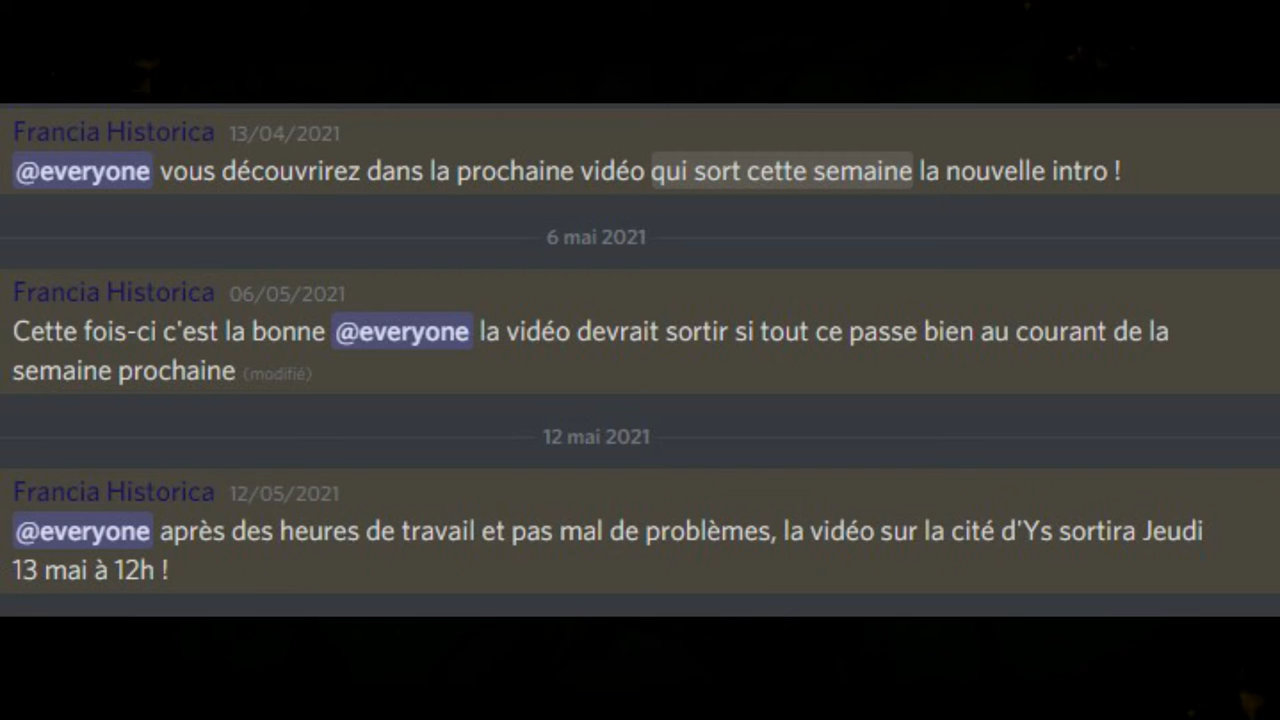 Francia Historica 13/04/2021
@everyone vous découvrirez dans la prochaine vidéo qui sort cette semaine la nouvelle intro !
6 mai 2021
Francia Historica 06/05/2021
Cette fois-ci c'est la bonne @everyone la vidéo devrait sortir si tout ce passe bien au courant de la
semaine prochaine (modifié)
12 mai 2021
Francia Historica 12/05/2021
@everyone après des heures de travail et pas mal de problèmes, la vidéo sur la cité d'Ys sortira Jeudi
13 mai à 12h !